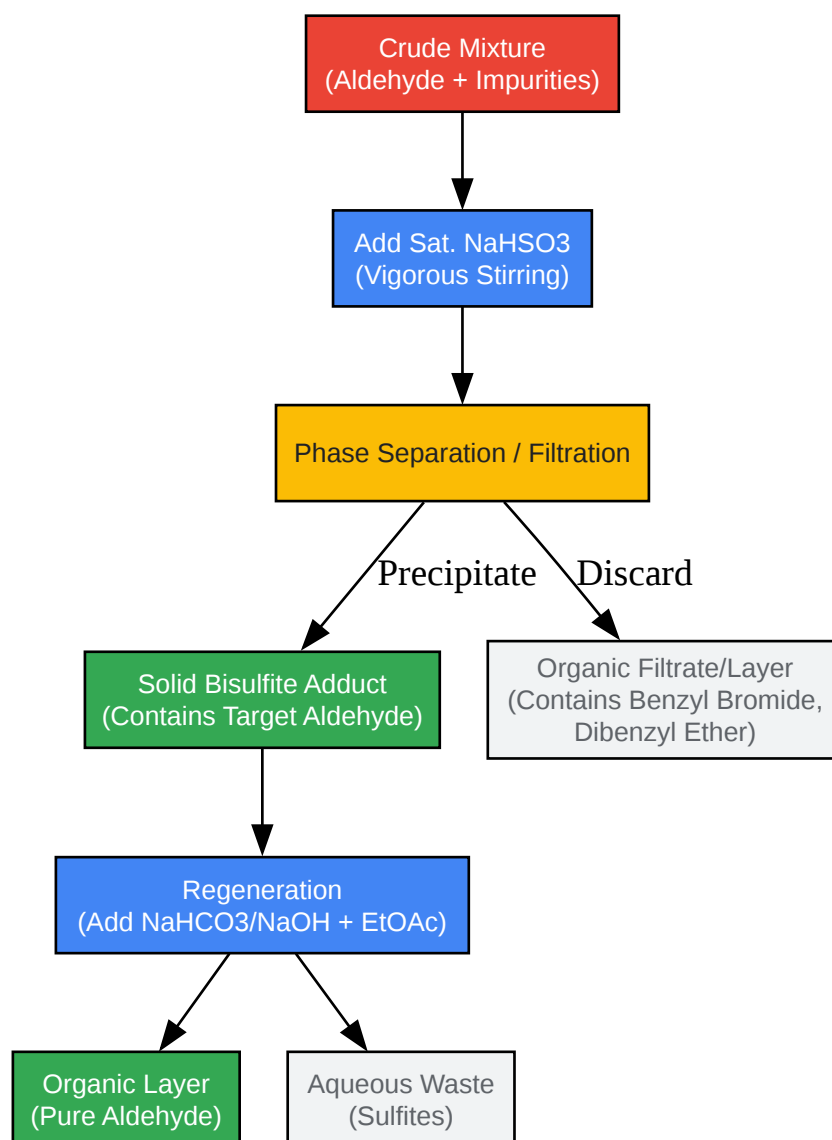 Crude Mixture
(Aldehyde + Impurities)
Add Sat. NaHSO3
(Vigorous Stirring)
Phase Separation / Filtration
Precipitate
Discard
Solid Bisulfite Adduct
(Contains Target Aldehyde)
Organic Filtrate/Layer
(Contains Benzyl Bromide,
Dibenzyl Ether)
Regeneration
(Add NaHCO3/NaOH + EtOAc)
Organic Layer
(Pure Aldehyde)
Aqueous Waste
(Sulfites)